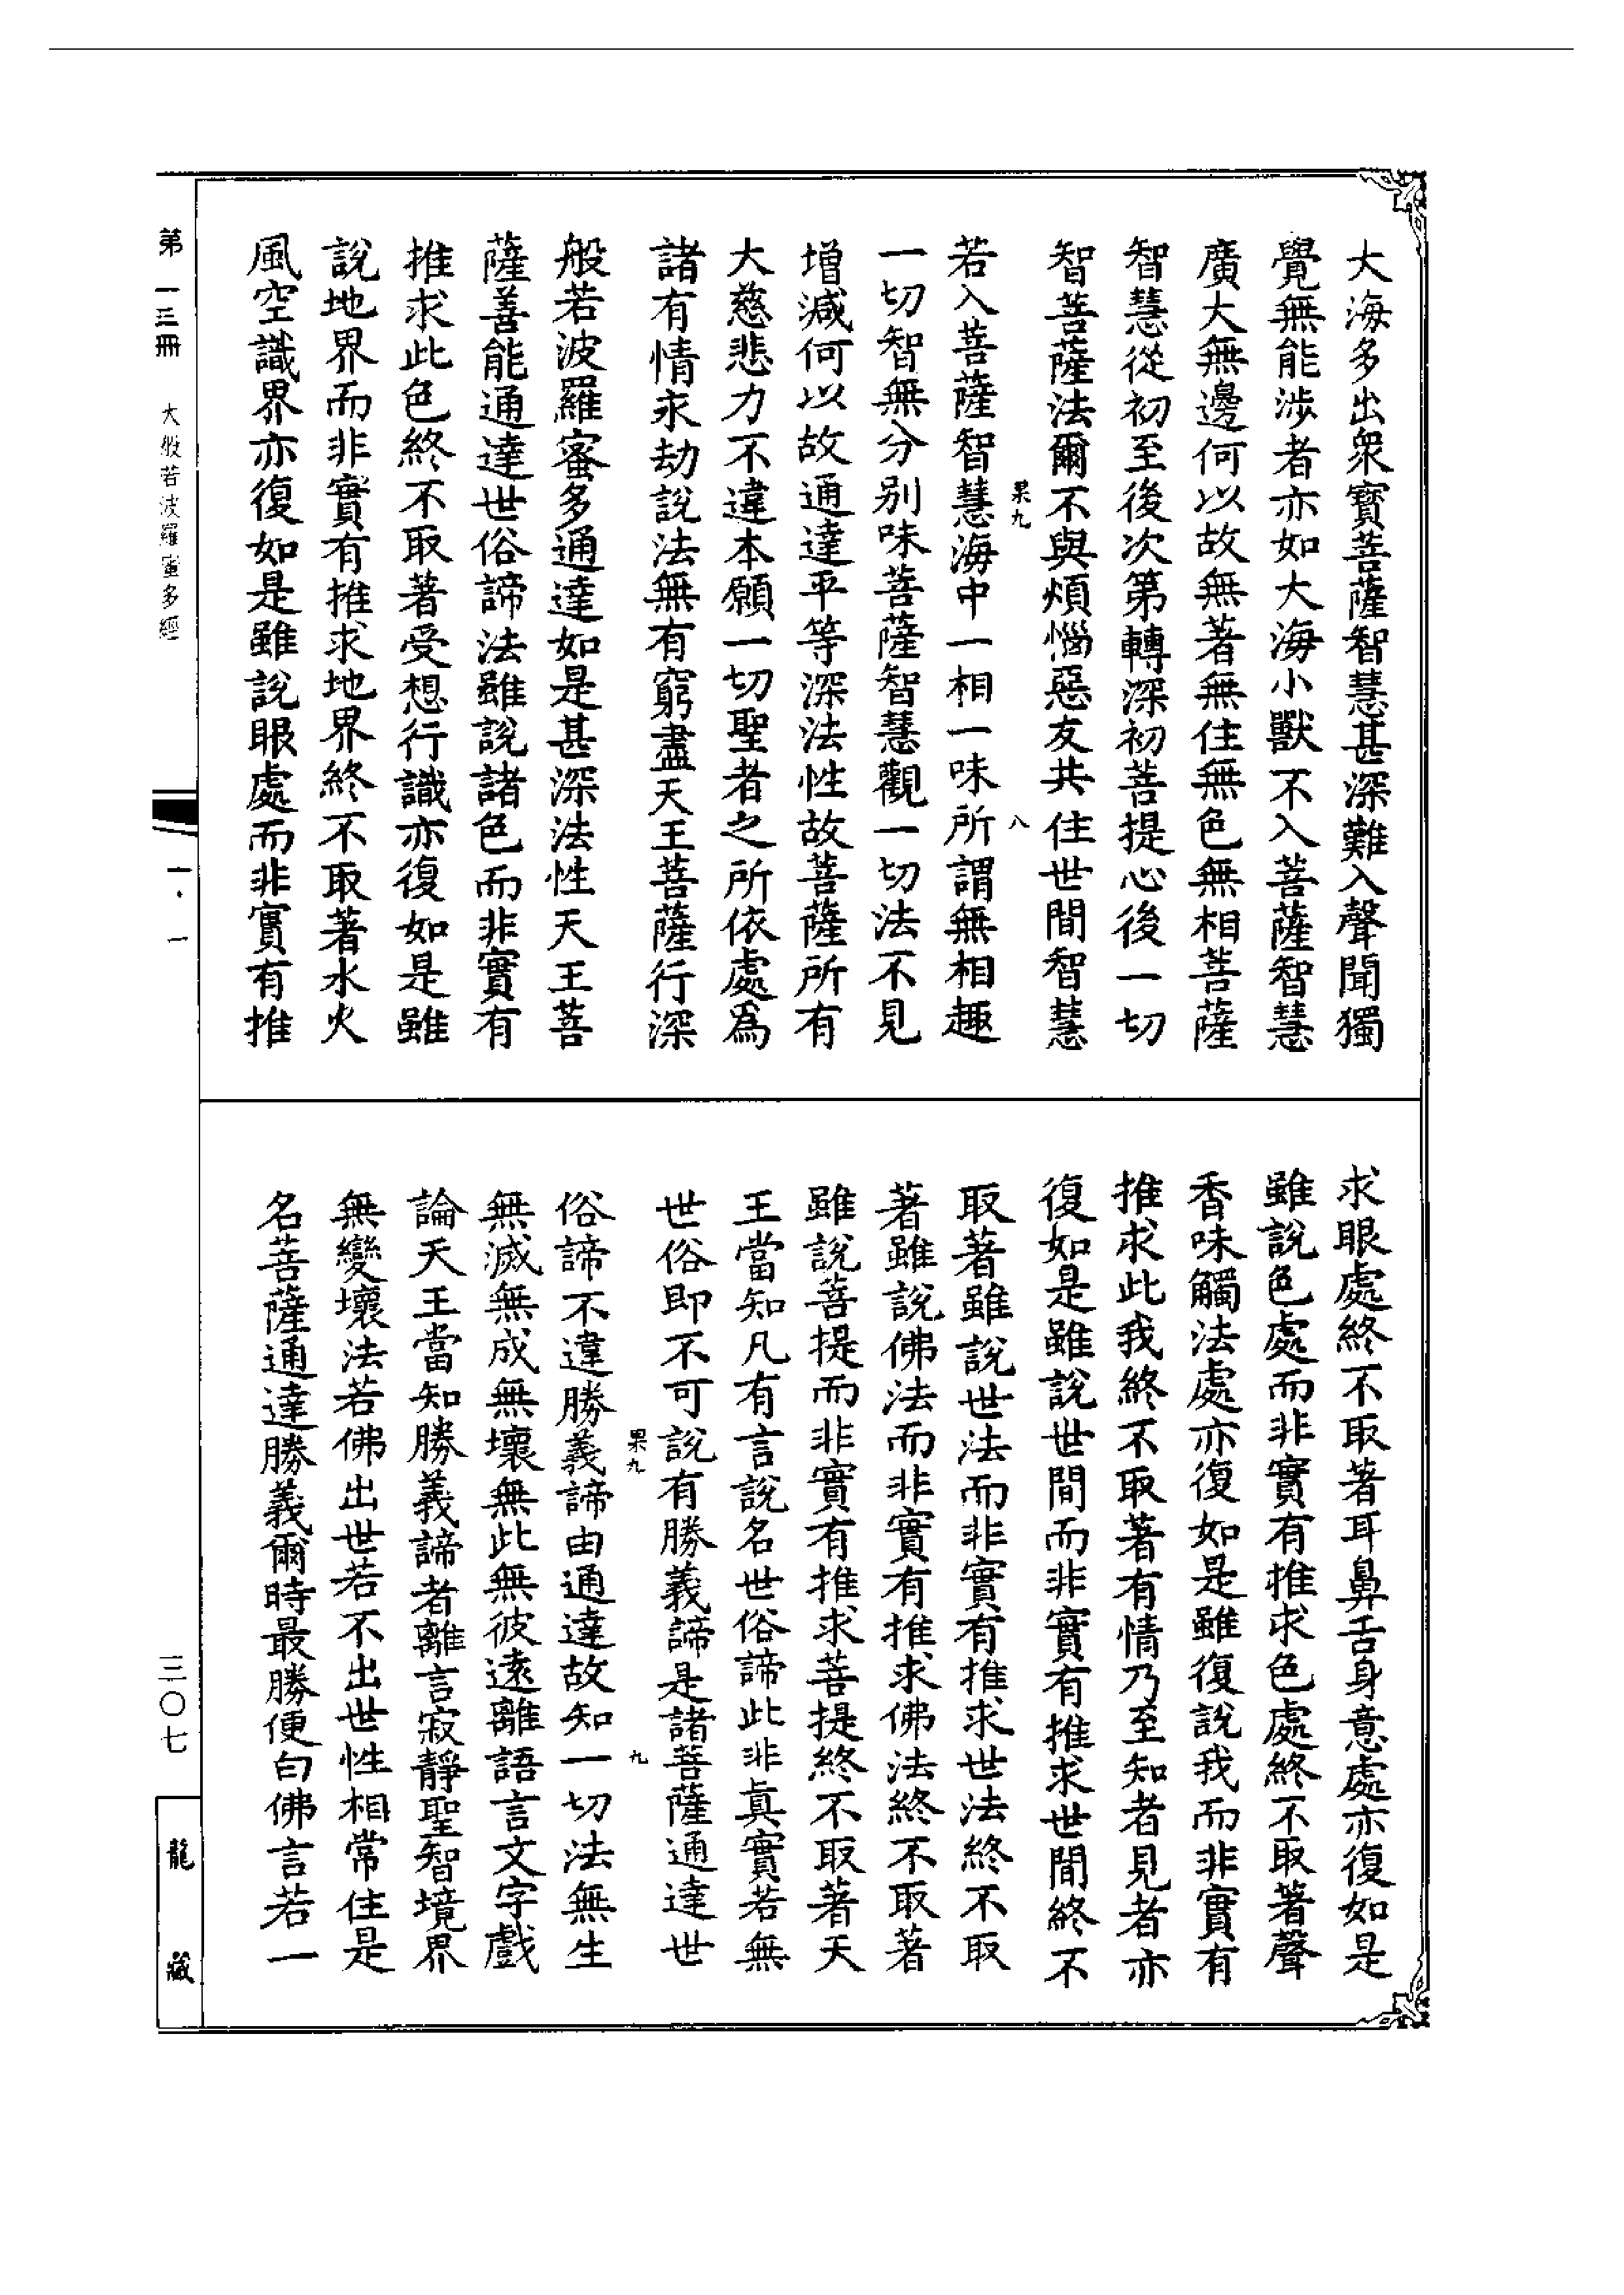 大海多出衆寳菩薩智慧甚深難入聲聞獨
覺無能涉者亦如大海小獸不入菩薩智慧
廣大無邊何以故無著無住無色無相菩薩
智慧從初至後次第轉深初菩提心後一切
智菩薩法爾不與煩惱惡友共住世間智慧
果九
八
若入菩薩智慧海中一相一味所謂無相趣
一切智無分別味菩薩智慧觀一切法不見
增減何以故通達平等深法性故菩薩所有
大慈悲力不違本願一切聖者之所依處爲
諸有情永劫說法無有窮盡天王菩薩行深
般若波羅蜜多通達如是甚深法性天王菩
薩善能通達世俗諦法雖說諸色而非實有
推求此色終不取著受想行識亦復如是雖
說地界而非實有推求地界終不取著水火
風空識界亦復如是雖說眼處而非實有推
求眼處終不取著耳鼻舌身意處亦復如是
雖說色處而非實有推求色處終不取著聲
香味觸法處亦復如是雖復說我而非實有
推求此我終不取著有情乃至知者見者亦
復如是雖說世間而非實有推求世間終不
取著雖說世法而非實有推求世法終不取
著雖說佛法而非實有推求佛法終不取著
雖說菩提而非實有推求菩提終不取著天
王當知凡有言說名世俗諦此非眞實若無
世俗即不可說有勝義諦是諸菩薩通達世
果九
九
俗諦不違勝義諦由通達故知一切法無生
無滅無成無壞無此無彼遠離語言文字戲
論天王當知勝義諦者離言寂靜聖智境界
無變壞法若佛出世若不出世性相常住是
名菩薩通達勝義爾時最勝便白佛言若一
第一三冊　大般若波羅蜜多經
一、一
三〇七
龍藏